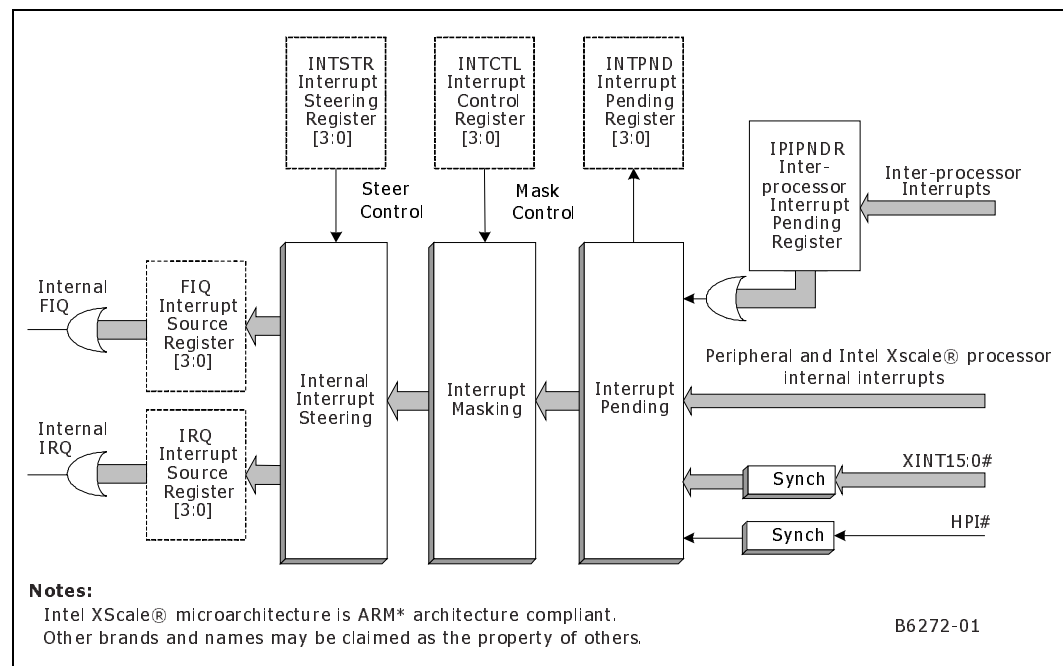 INTSTR
Interrupt
Steering
Register
[3:0]
INTCTL
Interrupt
Control
Register
[3:0]
INTPND
Interrupt
Pending
Register
[3:0]
IPIPNDR
Inter-
processor
Interrupt
Pending
Register
Inter-processor
Interrupts
Steer
Control
Mask
Control
Internal
FIQ
FIQ
Interrupt
Source
Register
[3:0]
Internal
Interrupt
Steering
Interrupt
Masking
Interrupt
Pending
Peripheral and Intel Xscale® processor
internal interrupts
Internal
IRQ
IRQ
Interrupt
Source
Register
[3:0]
Synch
XINT15:0#
Synch
HPI#
Notes:
Intel XScale® microarchitecture is ARM* architecture compliant.
Other brands and names may be claimed as the property of others.
B6272-01